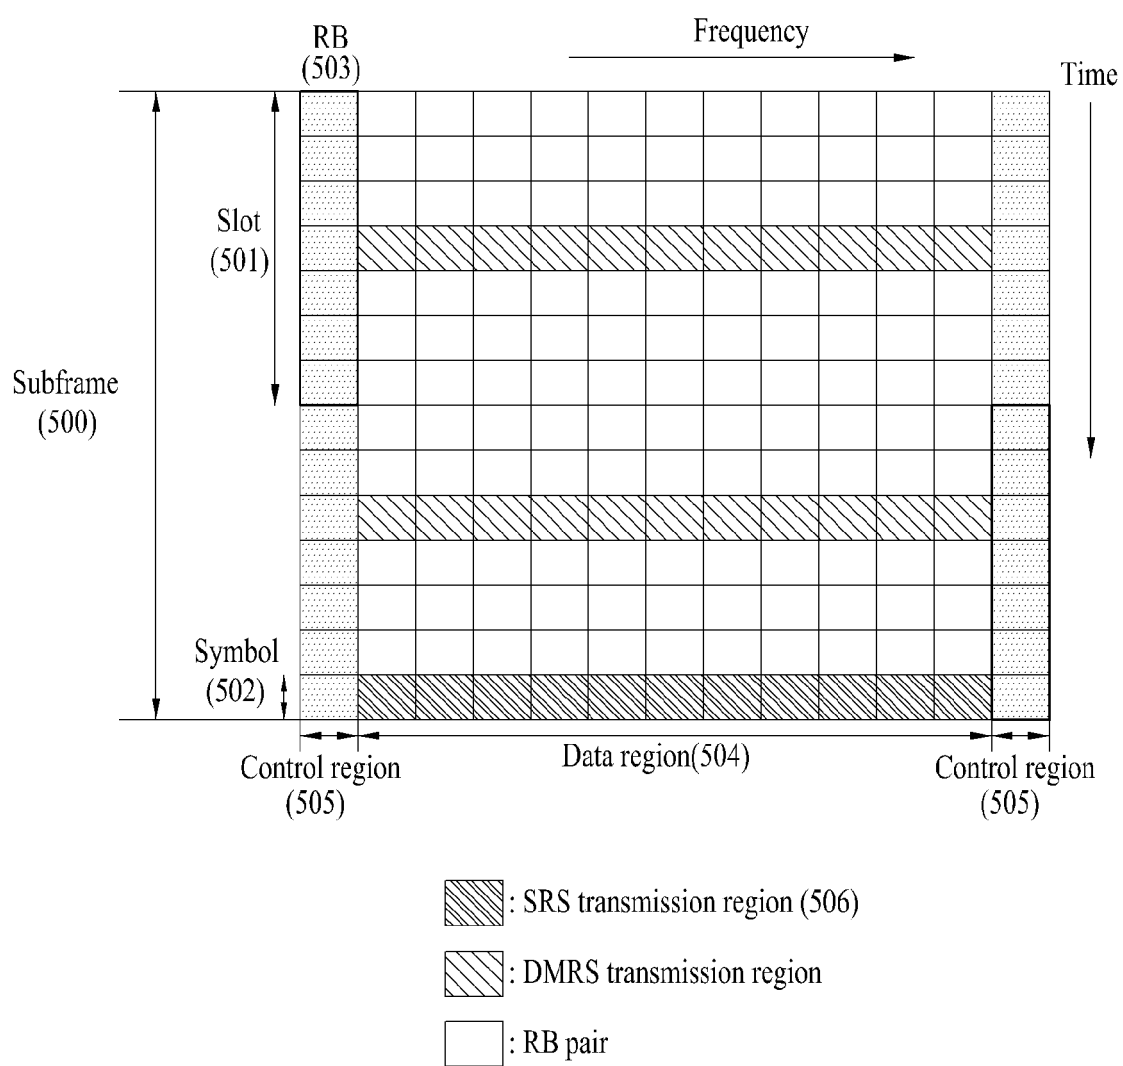 RB
(503)
Frequency
Time
Slot
(501)
Subframe
(500)
Symbol
(502)
Control region
(505)
Data region(504)
Control region
(505)
: SRS transmission region (506)
: DMRS transmission region
: RB pair